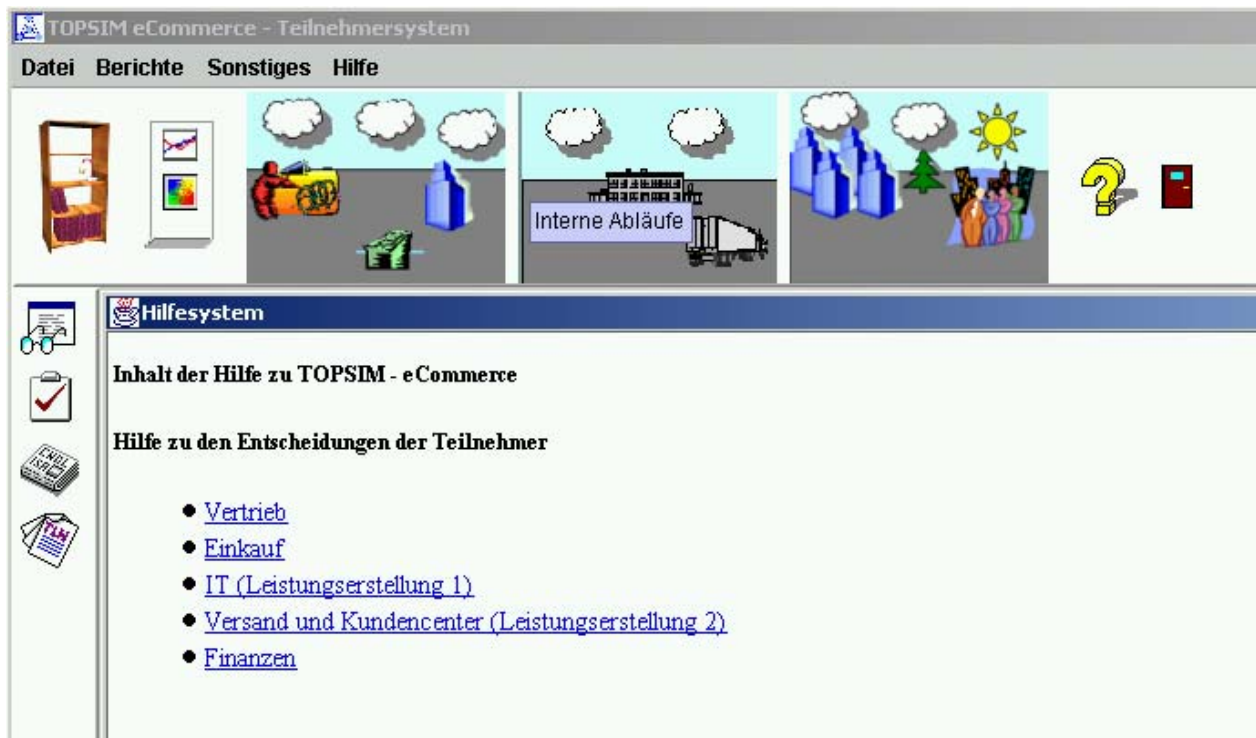 TOPSIM eCommerce - Teilnehmersystem
Datei Berichte Sonstiges Hilfe
Interne Abläufe
Hilfesystem
Inhalt der Hilfe zu TOPSIM - eCommerce
Hilfe zu den Entscheidungen der Teilnehmer
Vertrieb
Einkauf
IT (Leistungserstellung 1)
Versand und Kundencenter (Leistungserstellung 2)
Finanzen